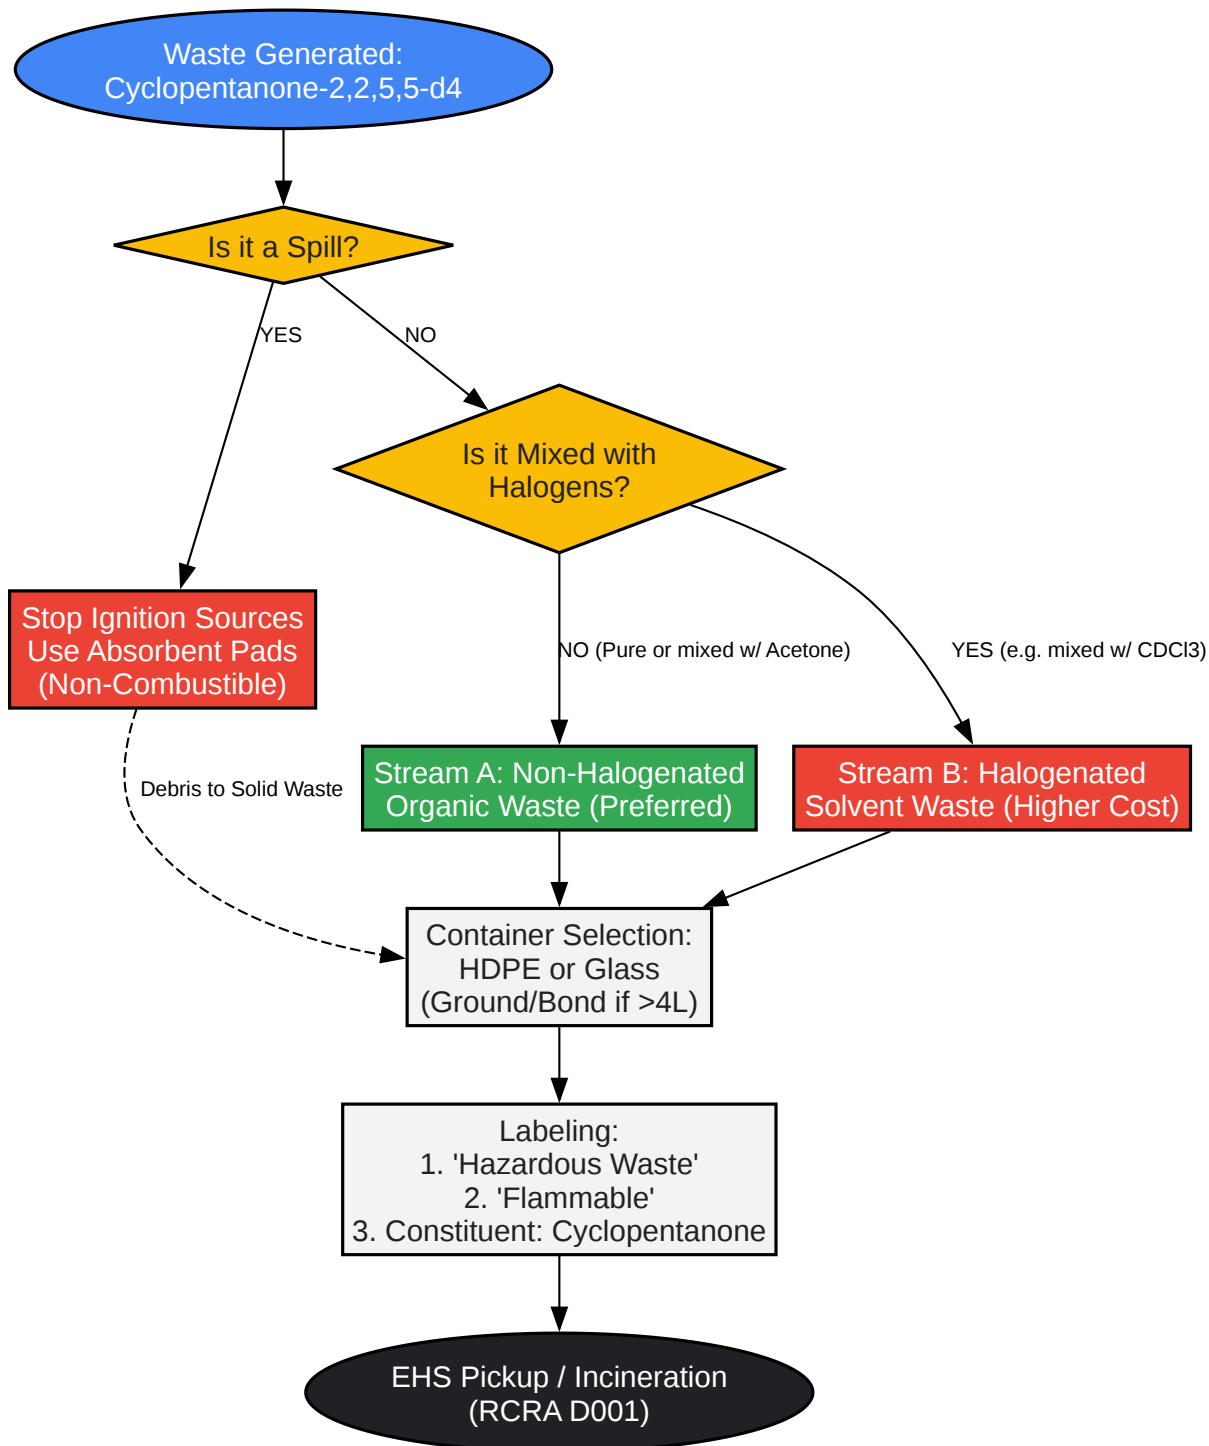 Waste Generated:
Cyclopentanone-2,2,5,5-d4
Is it a Spill?
YES
NO
Is it Mixed with
Halogens?
Stop Ignition Sources
Use Absorbent Pads
(Non-Combustible)
NO (Pure or mixed w/ Acetone)
YES (e.g. mixed w/ CDCl3)
Debris to Solid Waste
Stream A: Non-Halogenated
Organic Waste (Preferred)
Stream B: Halogenated
Solvent Waste (Higher Cost)
Container Selection:
HDPE or Glass
(Ground/Bond if >4L)
Labeling:
1. 'Hazardous Waste'
2. 'Flammable'
3. Constituent: Cyclopentanone
EHS Pickup / Incineration
(RCRA D001)